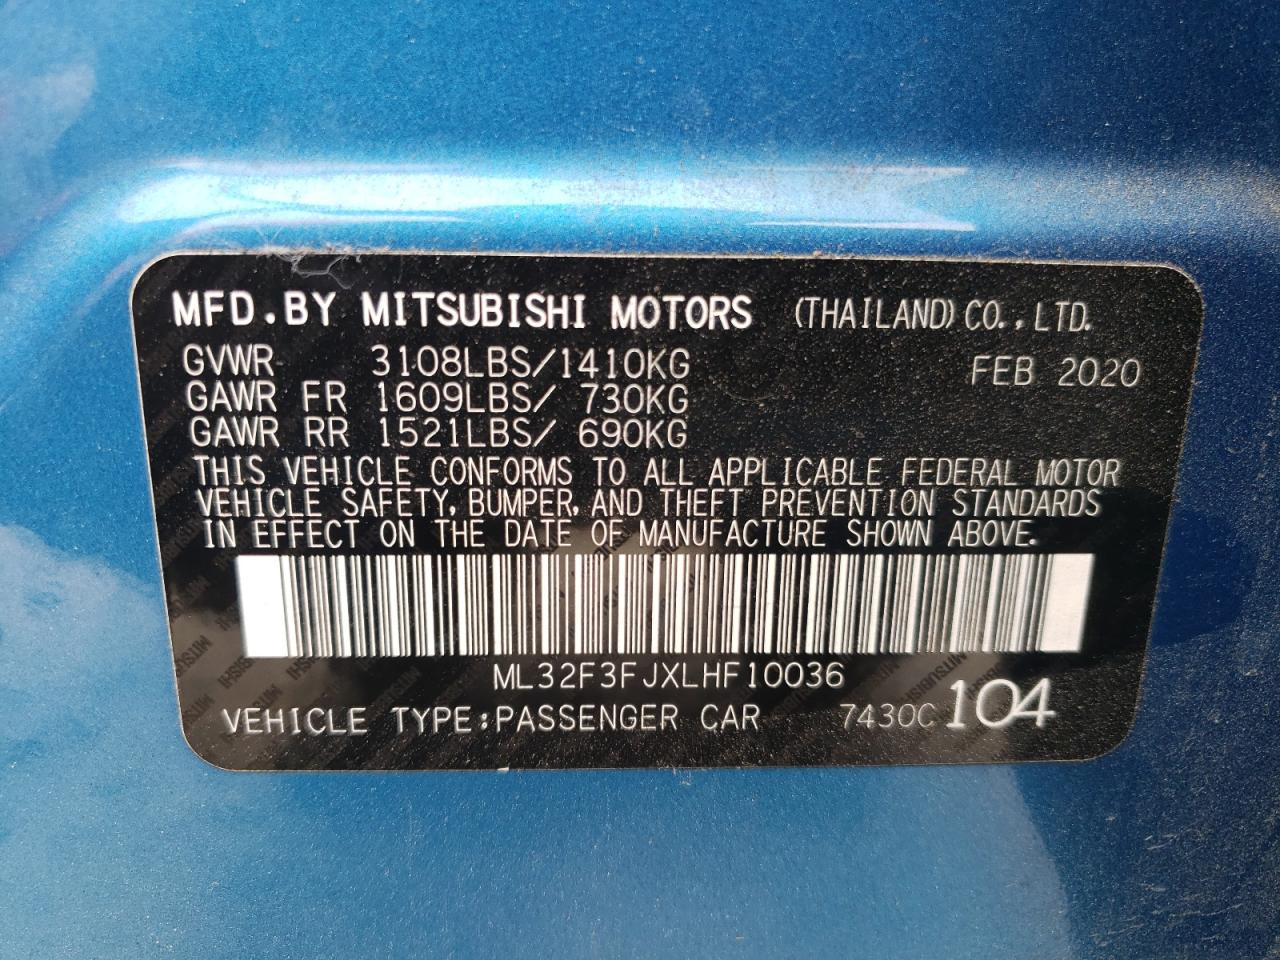 MFD.BY MITSUBISHI MOTORS (THAILAND) CO.,LTD.
GVWR 3108LBS/1410KG FEB 2020
GAWR FR 1609LBS/ 730KG
GAWR RR 1521LBS/ 690KG
THIS VEHICLE CONFORMS TO ALL APPLICABLE FEDERAL MOTOR
VEHICLE SAFETY, BUMPER, AND THEFT PREVENTION STANDARDS
IN EFFECT ON THE DATE OF MANUFACTURE SHOWN ABOVE.
ML32F3FJXLHF10036
VEHICLE TYPE:PASSENGER CAR 7430C 104